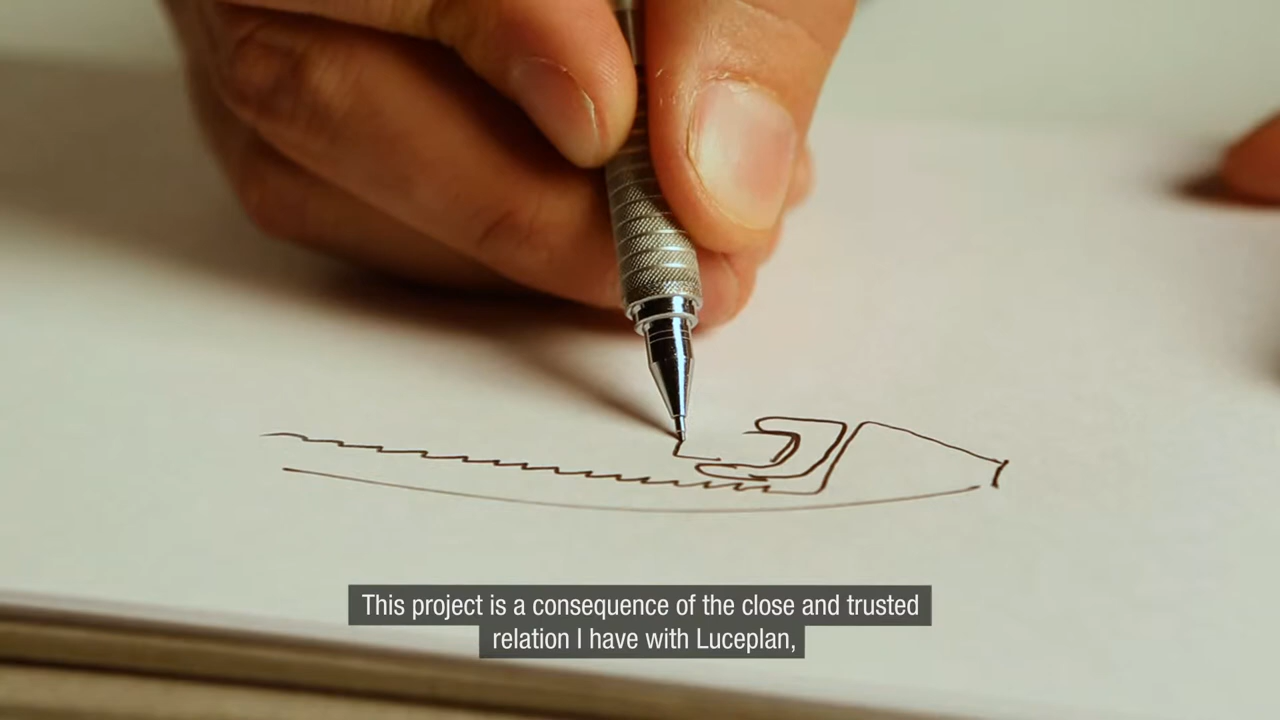 This project is a consequence of the close and trusted
relation I have with Luceplan,